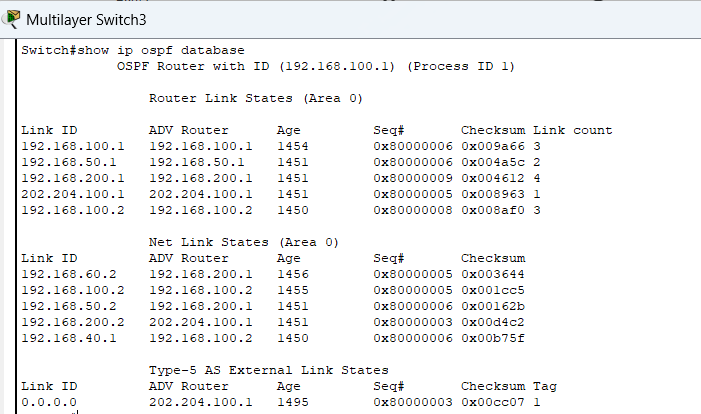 Multilayer Switch3
Switch#show ip ospf database
OSPF Router with ID (192.168.100.1) (Process ID 1)
Router Link States (Area 0)
Link ID ADV Router Age Seq# Checksum Link count
192.168.100.1 192.168.100.1 1454 0x80000006 0x009a66 3
192.168.50.1 192.168.50.1 1451 0x80000006 0x004a5c 2
192.168.200.1 192.168.200.1 1451 0x80000009 0x004612 4
202.204.100.1 202.204.100.1 1451 0x80000005 0x008963 1
192.168.100.2 192.168.100.2 1450 0x80000008 0x008af0 3
Net Link States (Area 0)
Link ID ADV Router Age Seq# Checksum
192.168.60.2 192.168.200.1 1456 0x80000005 0x003644
192.168.100.2 192.168.100.2 1455 0x80000005 0x001cc5
192.168.50.2 192.168.200.1 1451 0x80000006 0x00162b
192.168.200.2 202.204.100.1 1451 0x80000003 0x00d4c2
192.168.40.1 192.168.100.2 1450 0x80000006 0x00b75f
Type-5 AS External Link States
Link ID ADV Router Age Seq# Checksum Tag
0.0.0.0 202.204.100.1 1495 0x80000003 0x00cc07 1